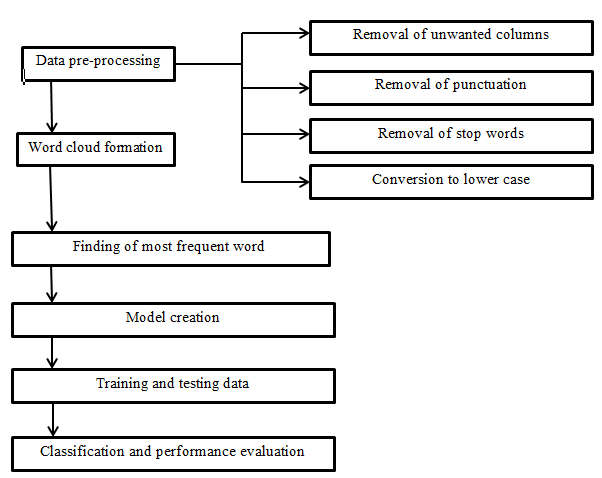 Data pre-processing
Removal of unwanted columns
Removal of punctuation
Removal of stop words
Conversion to lower case
Word cloud formation
Finding of most frequent word
Model creation
Training and testing data
Classification and performance evaluation